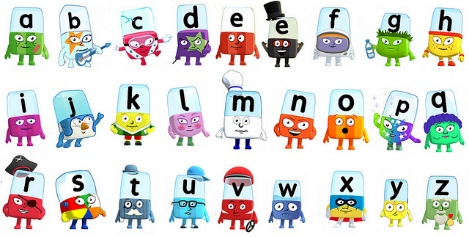 a b c d e e f g h
i j k l m n o p q
r s t u v w x y z